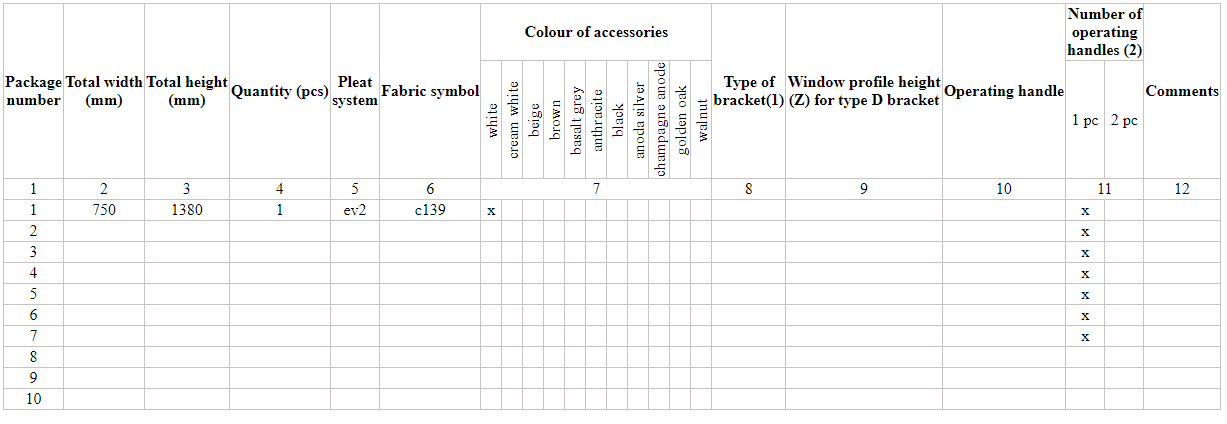 Package number Total width (mm) Total height (mm) Quantity (pcs) Pleat system Fabric symbol Colour of accessories Type of bracket(1) Window profile height (Z) for type D bracket Operating handle Number of operating handles (2) Comments
white cream white beige brown basalt grey anthracite black anoda silver champagne anode golden oak walnut 1 pc 2 pc
1 2 3 4 5 6 7 8 9 10 11 12
1 750 1380 1 ev2 c139 x x
2 x
3 x
4 x
5 x
6 x
7 x
8
9
10